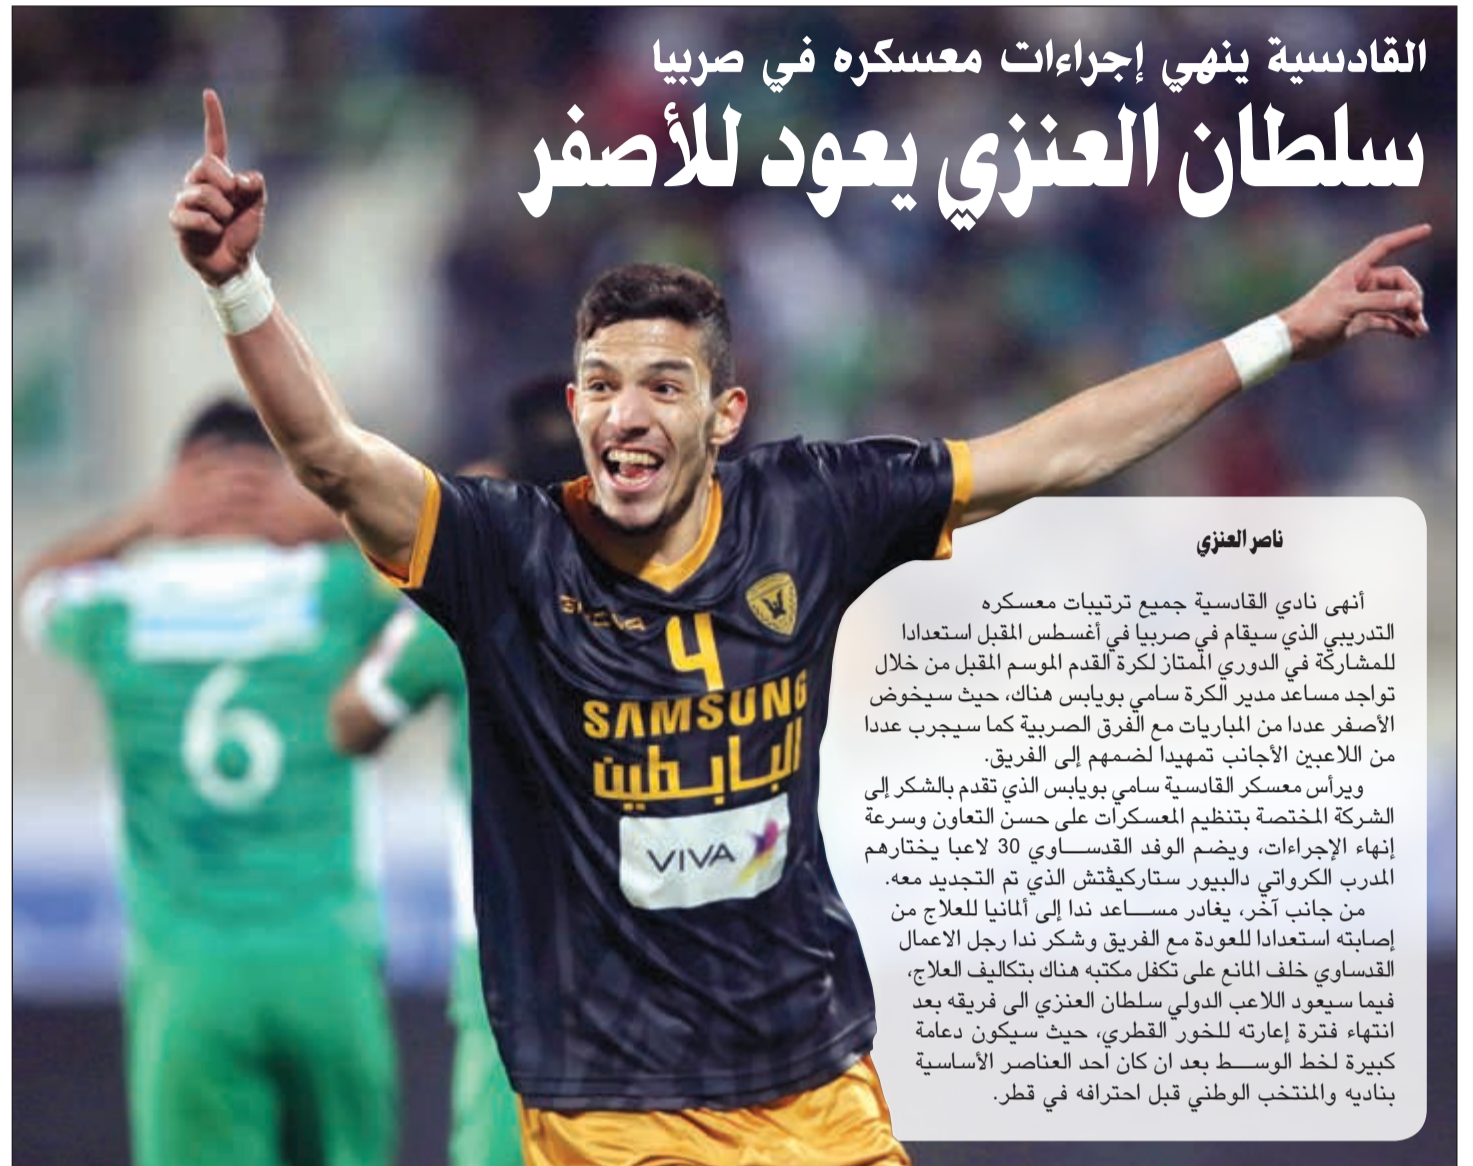 القادسية ينهي إجراءات معسكره في صربيا
سلطان العنزي يعود للأصفر
ناصر العنزي
أنهى نادي القادسية جميع ترتيبات معسكره
التدريبي الذي سيقام في صربيا في أغسطس المقبل استعدادا
للمشاركة في الدوري الممتاز لكرة القدم الموسم المقبل من خلال
تواجد مساعد مدير الكرة سامي بويابس هناك، حيث سيخوض
الأصفر عددا من المباريات مع الفرق الصربية كما سيجرب عددا
من اللاعبين الأجانب تمهيدا لضمهم إلى الفريق.
ويرأس معسكر القادسية سامي بويابس الذي تقدم بالشكر إلى
الشركة المختصة بتنظيم المعسكرات على حسن التعاون وسرعة
إنهاء الإجراءات، ويضم الوفد القدســاوي 30 لاعبا يختارهم
المدرب الكرواتي داليبور ستاركيڤتش الذي تم التجديد معه.
من جانب آخر، يغادر مســاعد ندا إلى ألمانيا للعلاج من
إصابته استعدادا للعودة مع الفريق وشكر ندا رجل الاعمال
القدساوي خلف المانع على تكفل مكتبه هناك بتكاليف العلاج،
فيما سيعود اللاعب الدولي سلطان العنزي الى فريقه بعد
انتهاء فترة إعارته للخور القطري، حيث سيكون دعامة
كبيرة لخط الوســط بعد ان كان احد العناصر الأساسية
بناديه والمنتخب الوطني قبل احترافه في قطر.
4
SAMSUNG
البابطين
VIVA
6